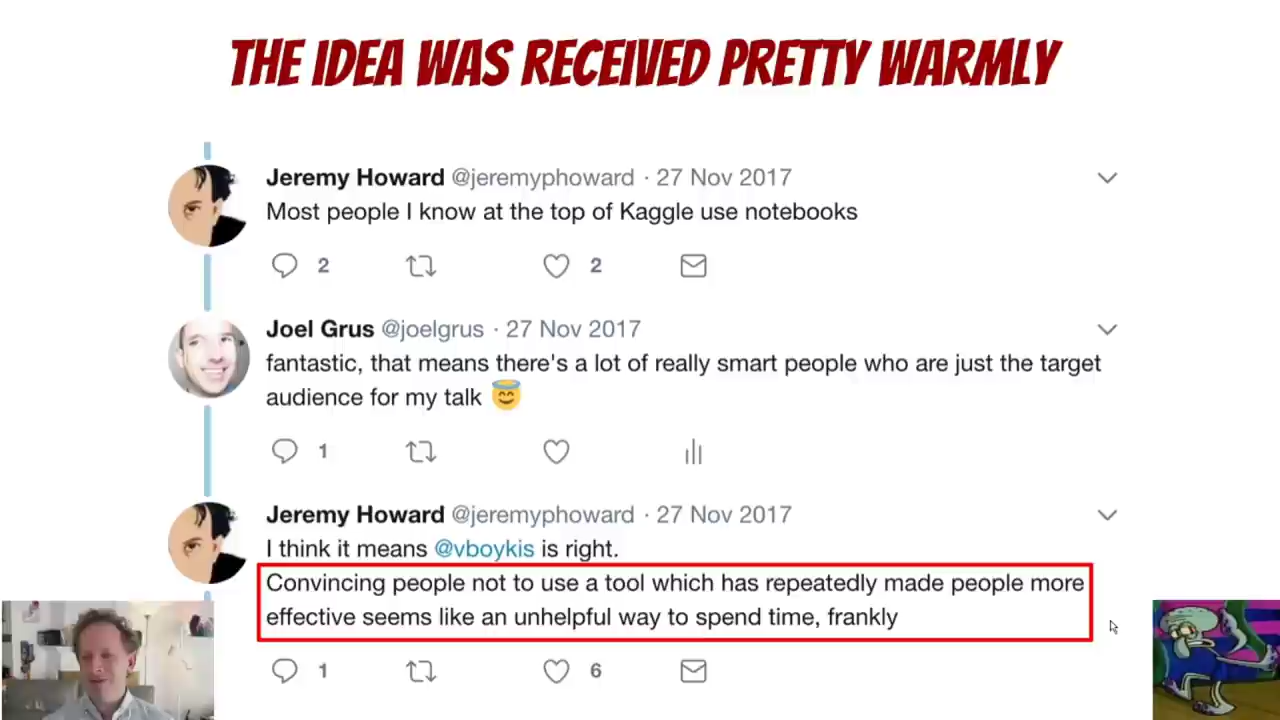 THE IDEA WAS RECEIVED PRETTY WARMLY
Jeremy Howard @jeremyphoward · 27 Nov 2017
Most people I know at the top of Kaggle use notebooks
2
2
Joel Grus @joelgrus · 27 Nov 2017
fantastic, that means there's a lot of really smart people who are just the target
audience for my talk 😇
1
Jeremy Howard @jeremyphoward · 27 Nov 2017
I think it means @vboykis is right.
Convincing people not to use a tool which has repeatedly made people more
effective seems like an unhelpful way to spend time, frankly
1
6